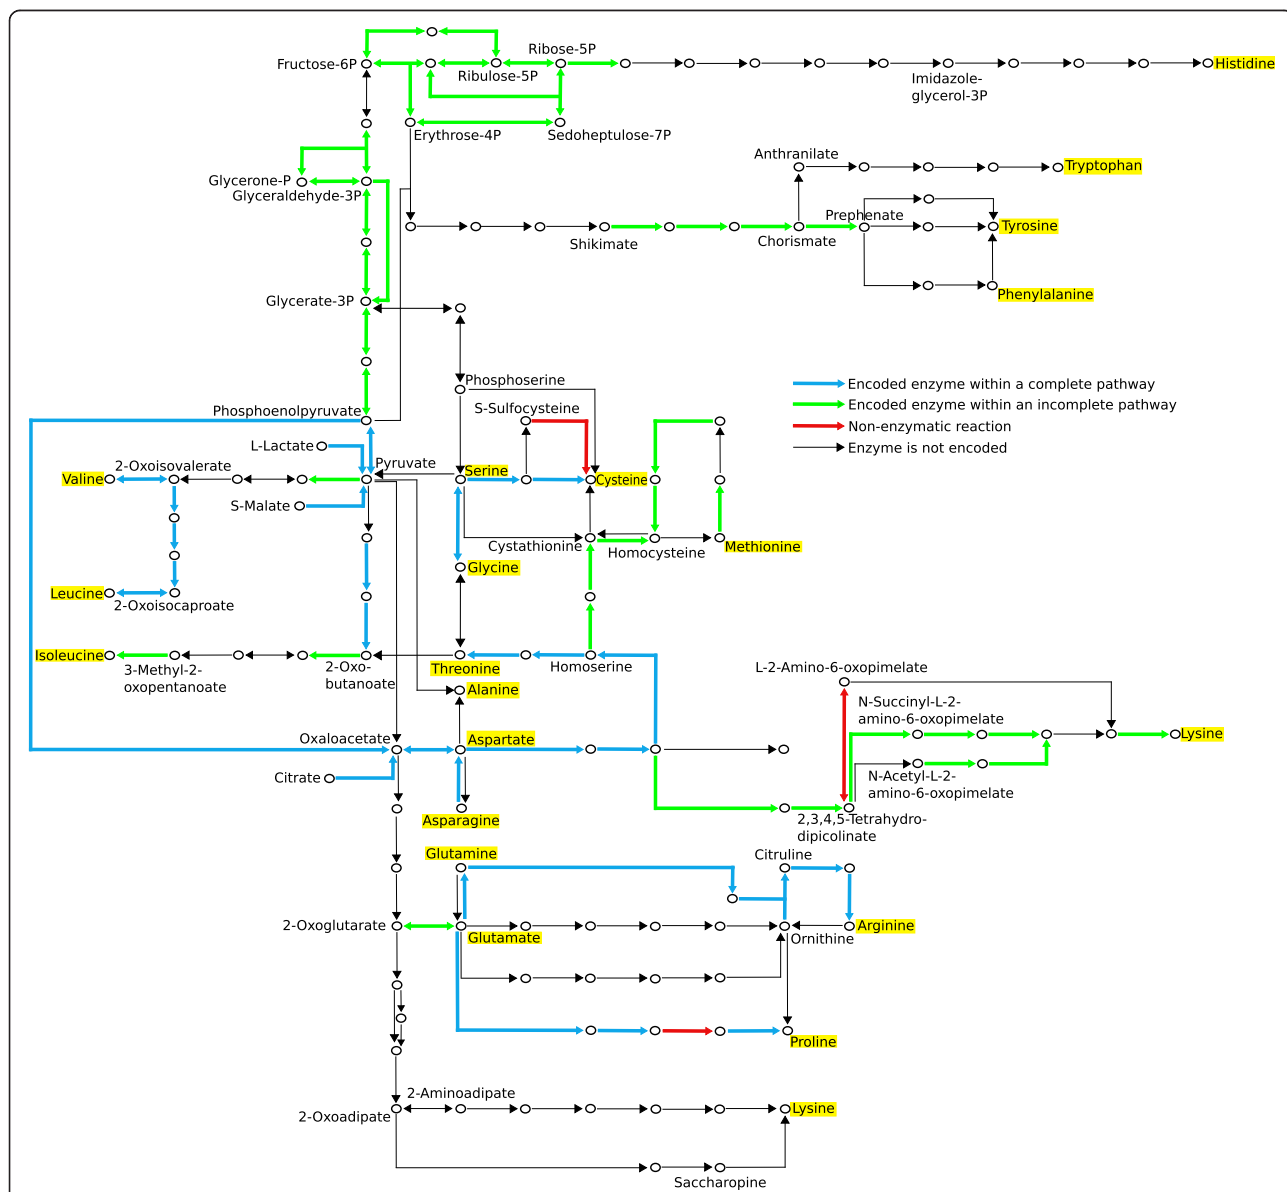 Fructose-6P
Ribulose-5P
Ribose-5P
Imidazole-
glycerol-3P
Histidine
Erythrose-4P
Sedoheptulose-7P
Anthranilate
Tryptophan
Glycerone-P
Glyceraldehyde-3P
Shikimate
Chorismate
Prephenate
Tyrosine
Phenylalanine
Glycerate-3P
Phosphoserine
Encoded enzyme within a complete pathway
Encoded enzyme within an incomplete pathway
Non-enzymatic reaction
Enzyme is not encoded
Phosphoenolpyruvate
S-Sulfocysteine
L-Lactate
Pyruvate
2-Oxoisovalerate
Valine
Serine
Cysteine
S-Malate
Cystathionine
Homocysteine
Methionine
Glycine
Leucine
2-Oxoisocaproate
Isoleucine
3-Methyl-2-
oxopentanoate
2-Oxo-
butanoate
Threonine
Homoserine
Alanine
L-2-Amino-6-oxopimelate
N-Succinyl-L-2-
amino-6-oxopimelate
Lysine
Oxaloacetate
Aspartate
Citrate
N-Acetyl-L-2-
amino-6-oxopimelate
Asparagine
2,3,4,5-Tetrahydro-
dipicolinate
Glutamine
Citruline
2-Oxoglutarate
Glutamate
Ornithine
Arginine
Proline
2-Aminoadipate
2-Oxoadipate
Lysine
Saccharopine